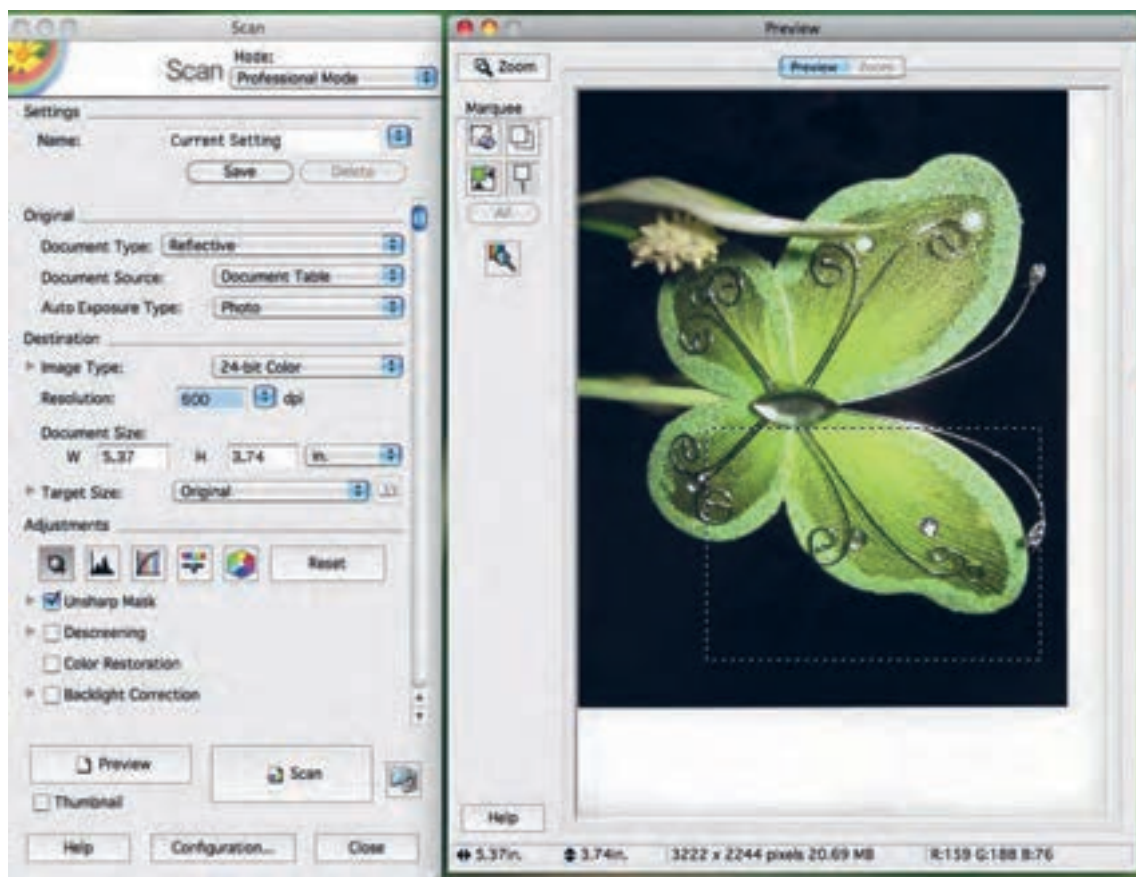 Scan
Mode:
Scan Professional Mode
Settings
Name: Current Setting
Save Delete
Original
Document Type: Reflective
Document Source: Document Table
Auto Exposure Type: Photo
Destination
Image Type: 24-bit Color
Resolution: 600 dpi
Document Size:
W 5.37 H 3.74 in.
Target Size: Original
Adjustments
Reset
Unsharp Mask
Descreening
Color Restoration
Backlight Correction
Preview
Scan
Thumbnail
Help Configuration... Close
Preview
Zoom
Preview Zoom
Marquee
All
Help
5.37in. 3.74in. 3222 x 2244 pixels 20.69 MB R:159 G:188 B:76